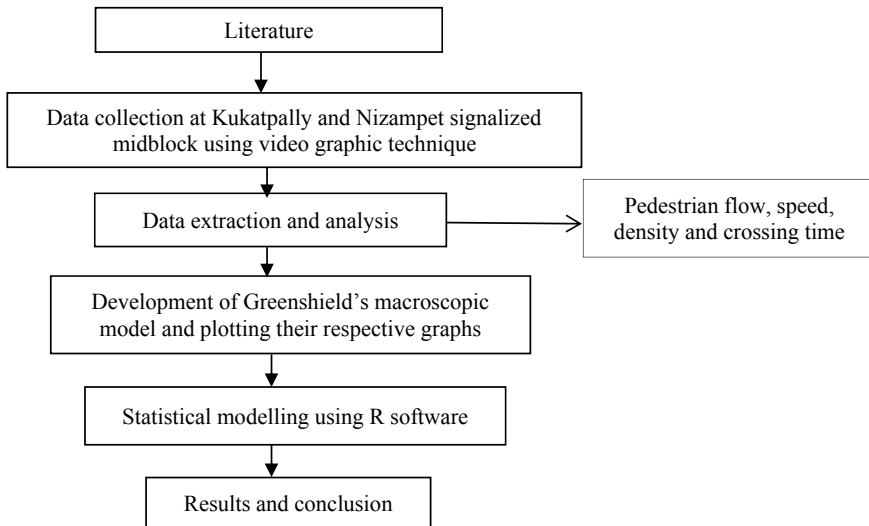 Literature
Data collection at Kukatpally and Nizampet signalized
midblock using video graphic technique
Data extraction and analysis
Pedestrian flow, speed,
density and crossing time
Development of Greenshield’s macroscopic
model and plotting their respective graphs
Statistical modelling using R software
Results and conclusion